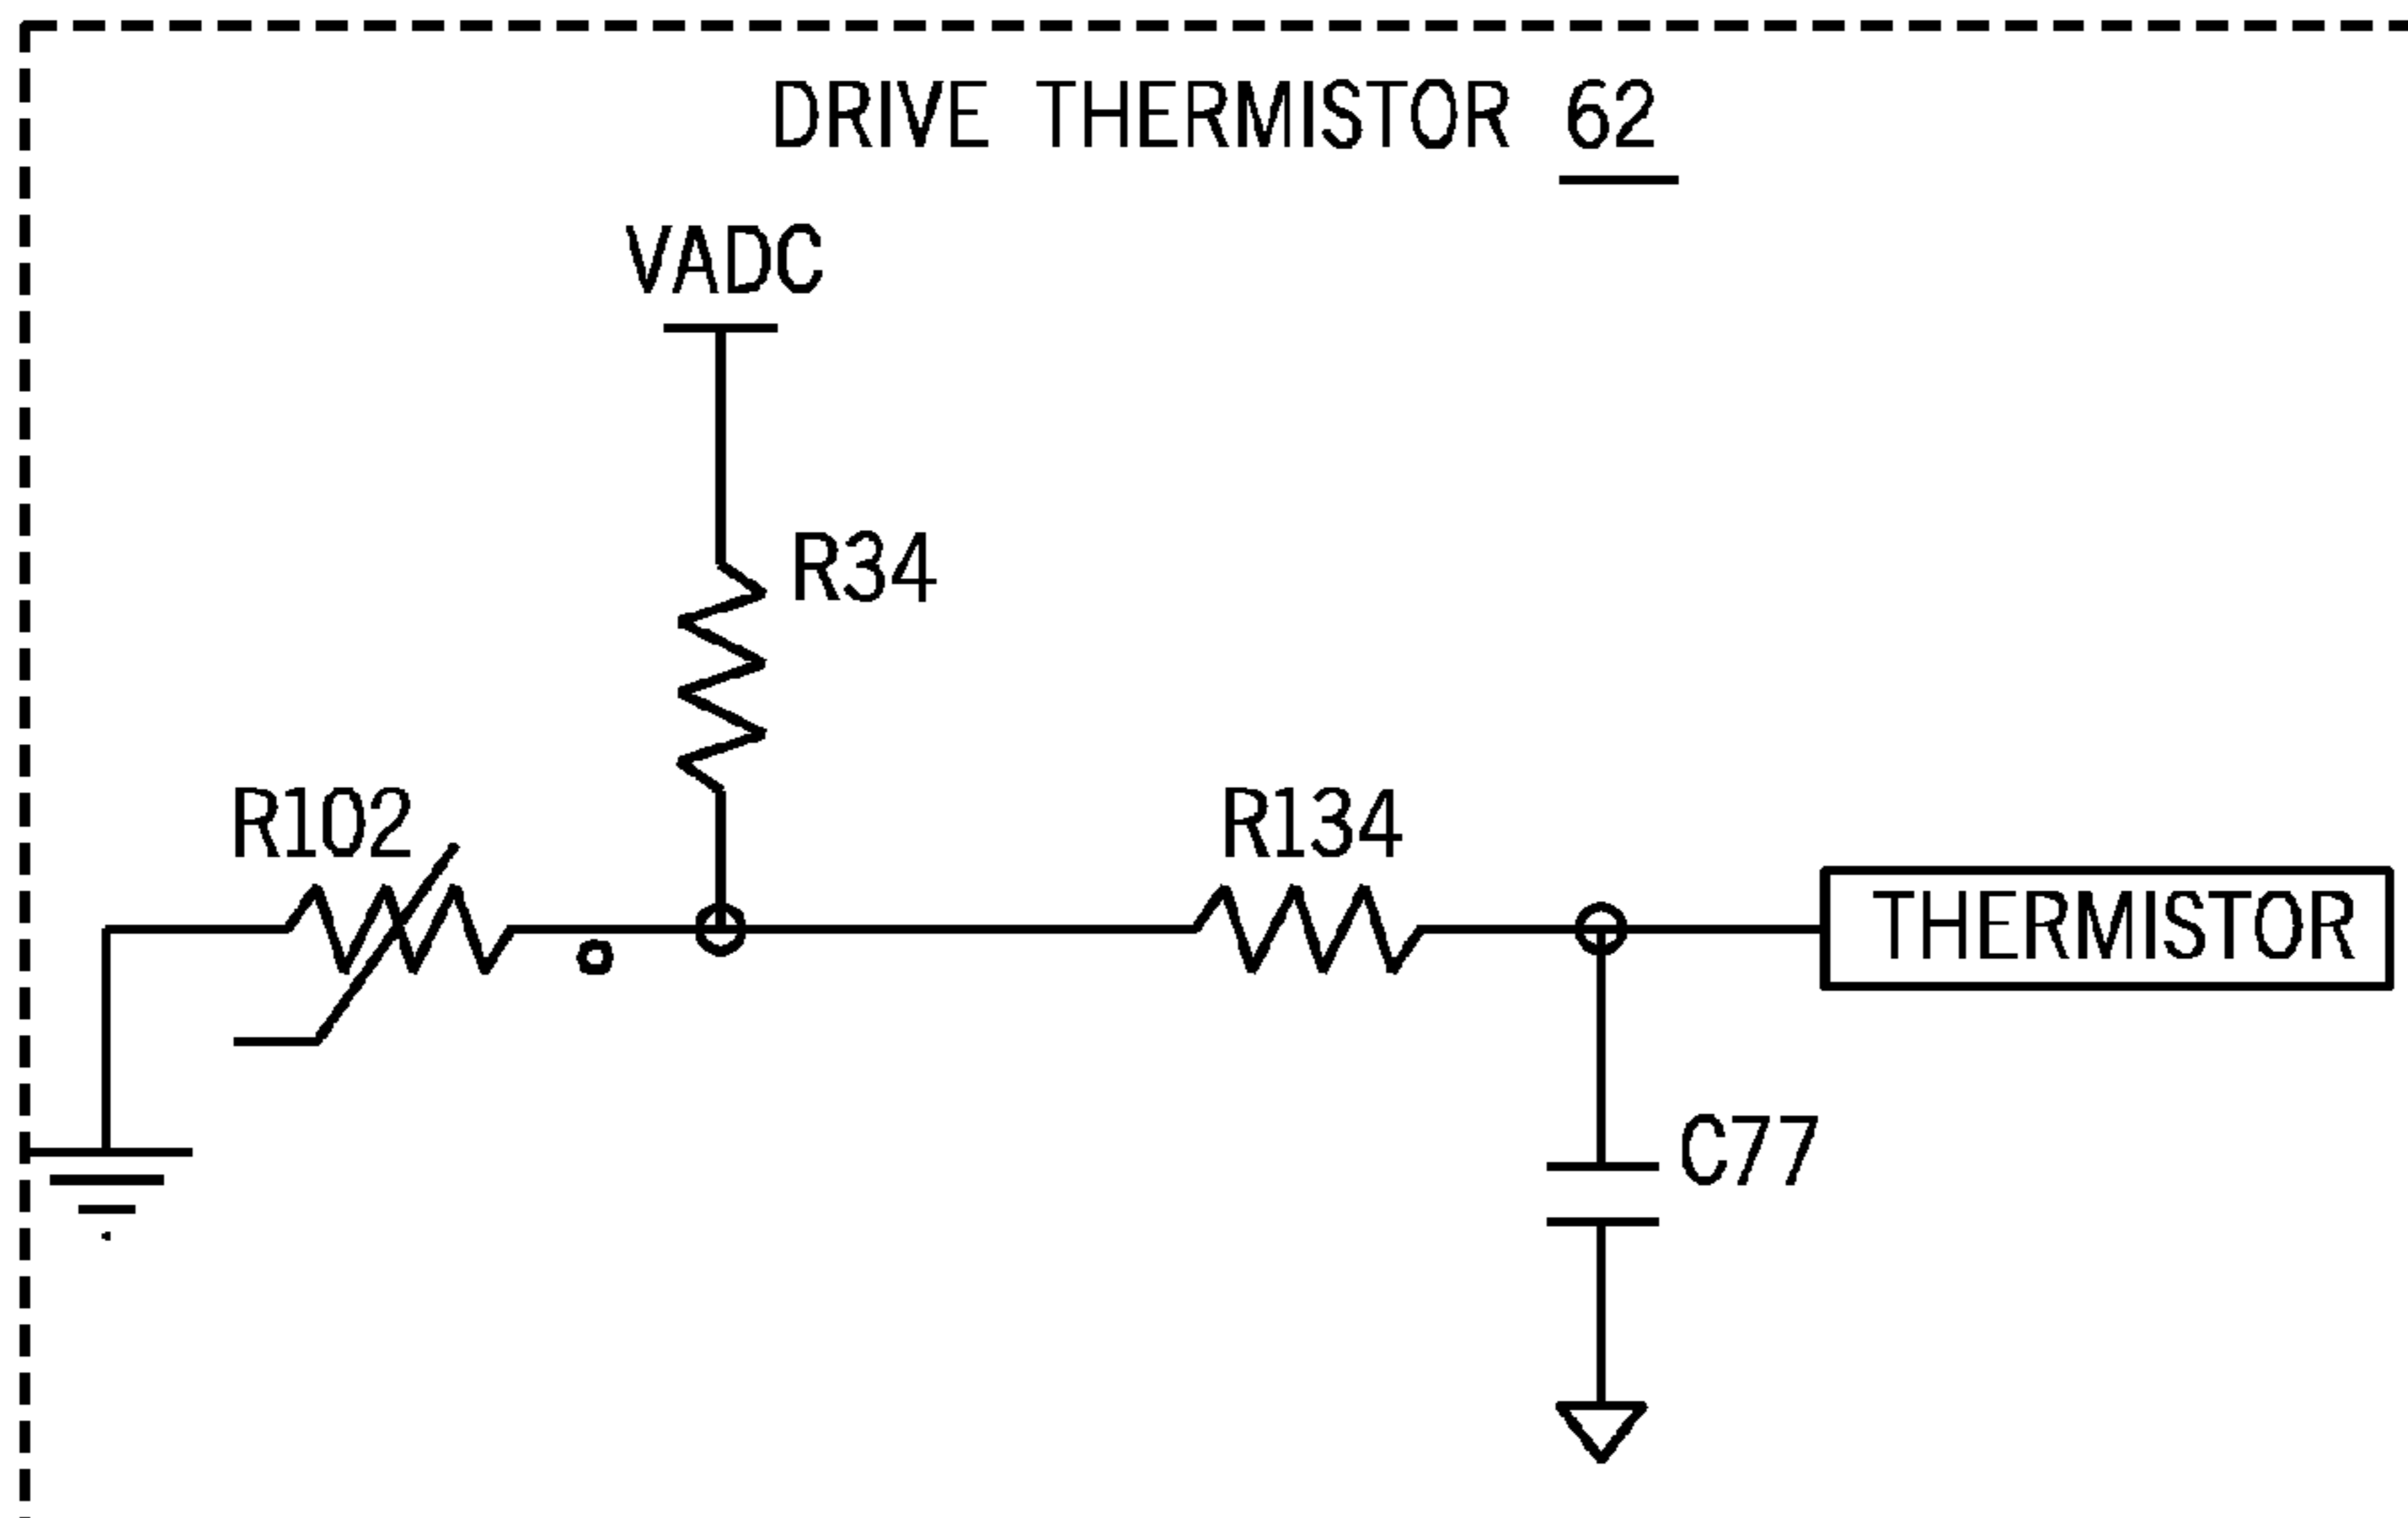 DRIVE THERMISTOR 62
VADC
R34
R102
R134
THERMISTOR
C77